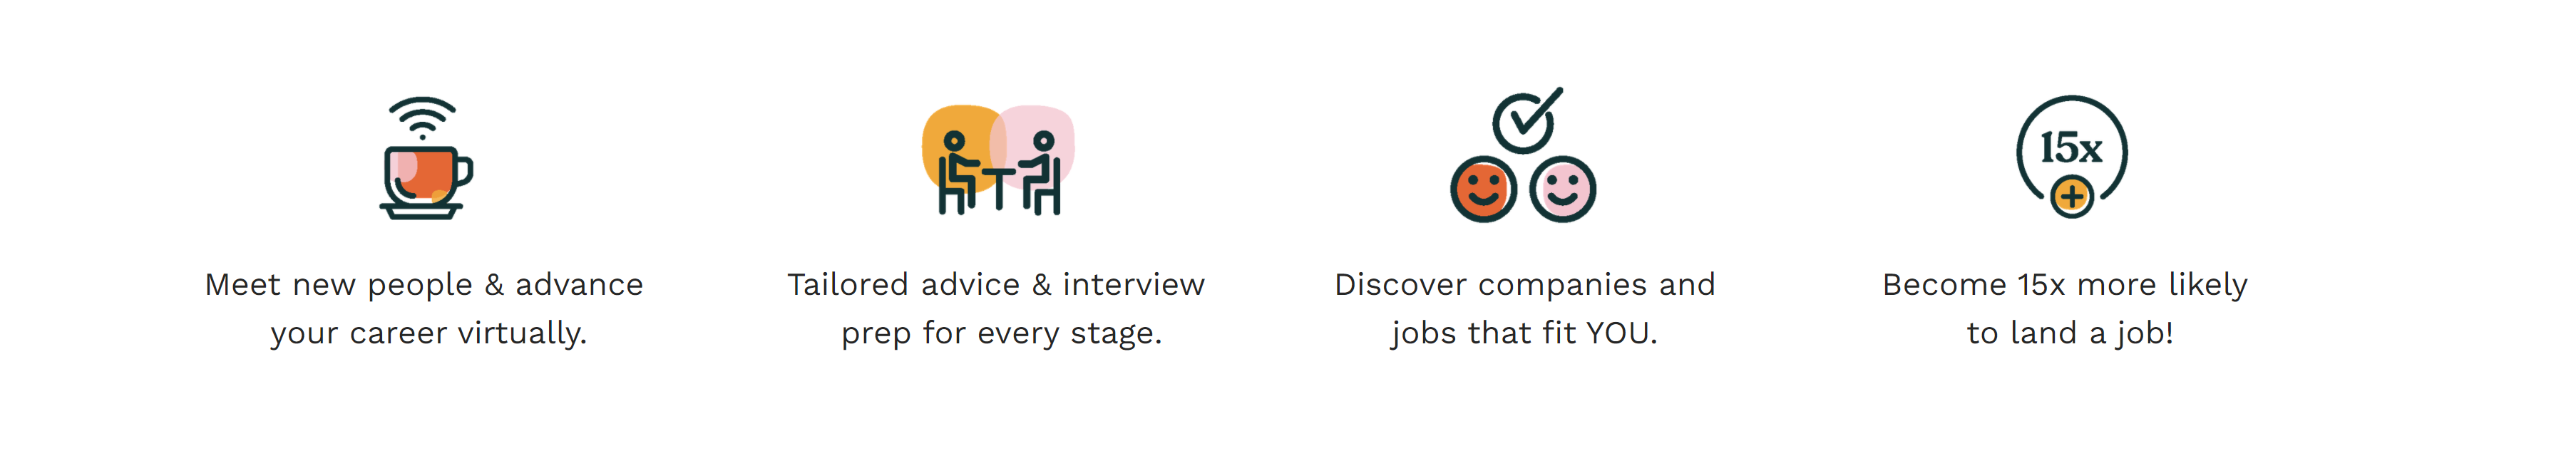 Meet new people & advance
your career virtually.
Tailored advice & interview
prep for every stage.
Discover companies and
jobs that fit YOU.
15x
Become 15x more likely
to land a job!